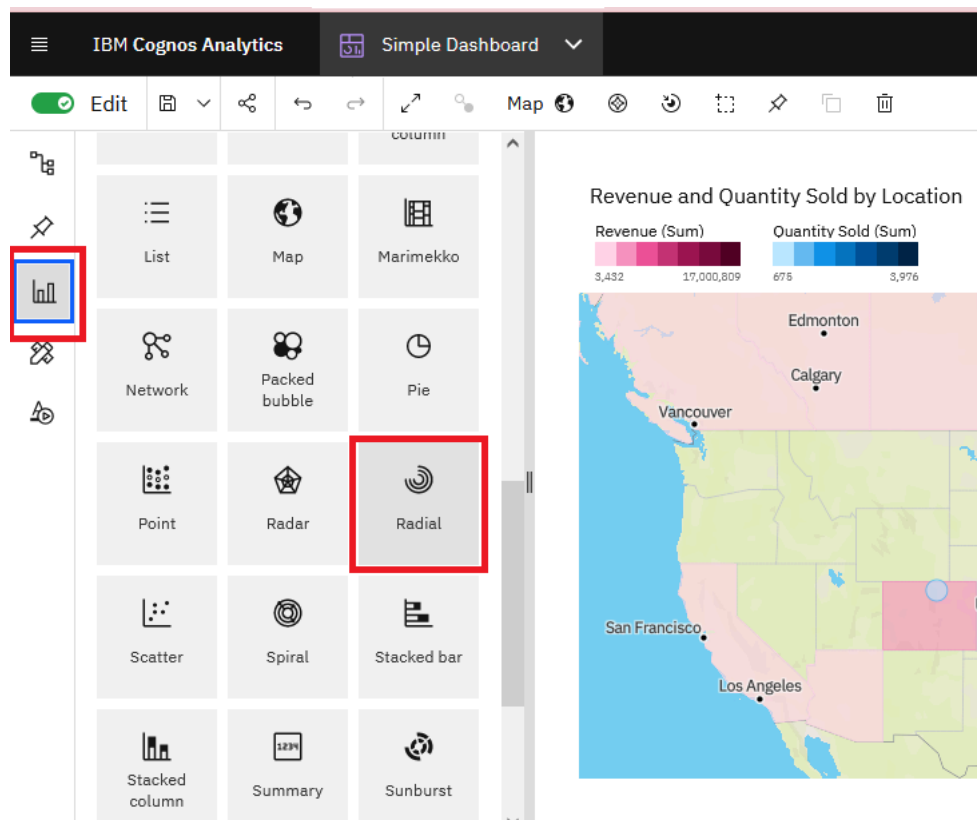 IBM Cognos Analytics
Simple Dashboard
Edit
Map
column
List
Map
Marimekko
Network
Packed
bubble
Pie
Point
Radar
Radial
Scatter
Spiral
Stacked bar
Stacked
column
1234
Summary
Sunburst
Revenue and Quantity Sold by Location
Revenue (Sum)
Quantity Sold (Sum)
3,432
17,000,809
675
3,976
Edmonton
Calgary
Vancouver
San Francisco
Los Angeles